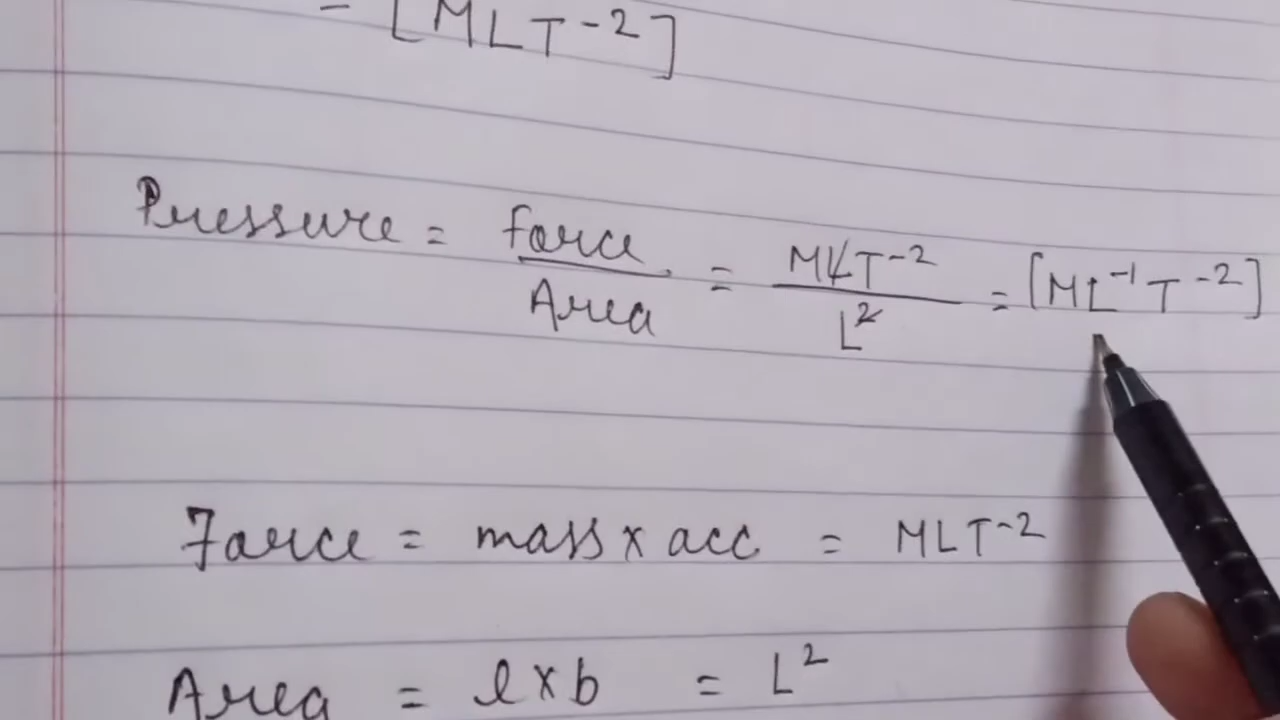 = [MLT⁻²]
Pressure = Force / Area = MLT⁻² / L² = [ML⁻¹T⁻²]
Force = mass x acc = MLT⁻²
Area = l x b = L²